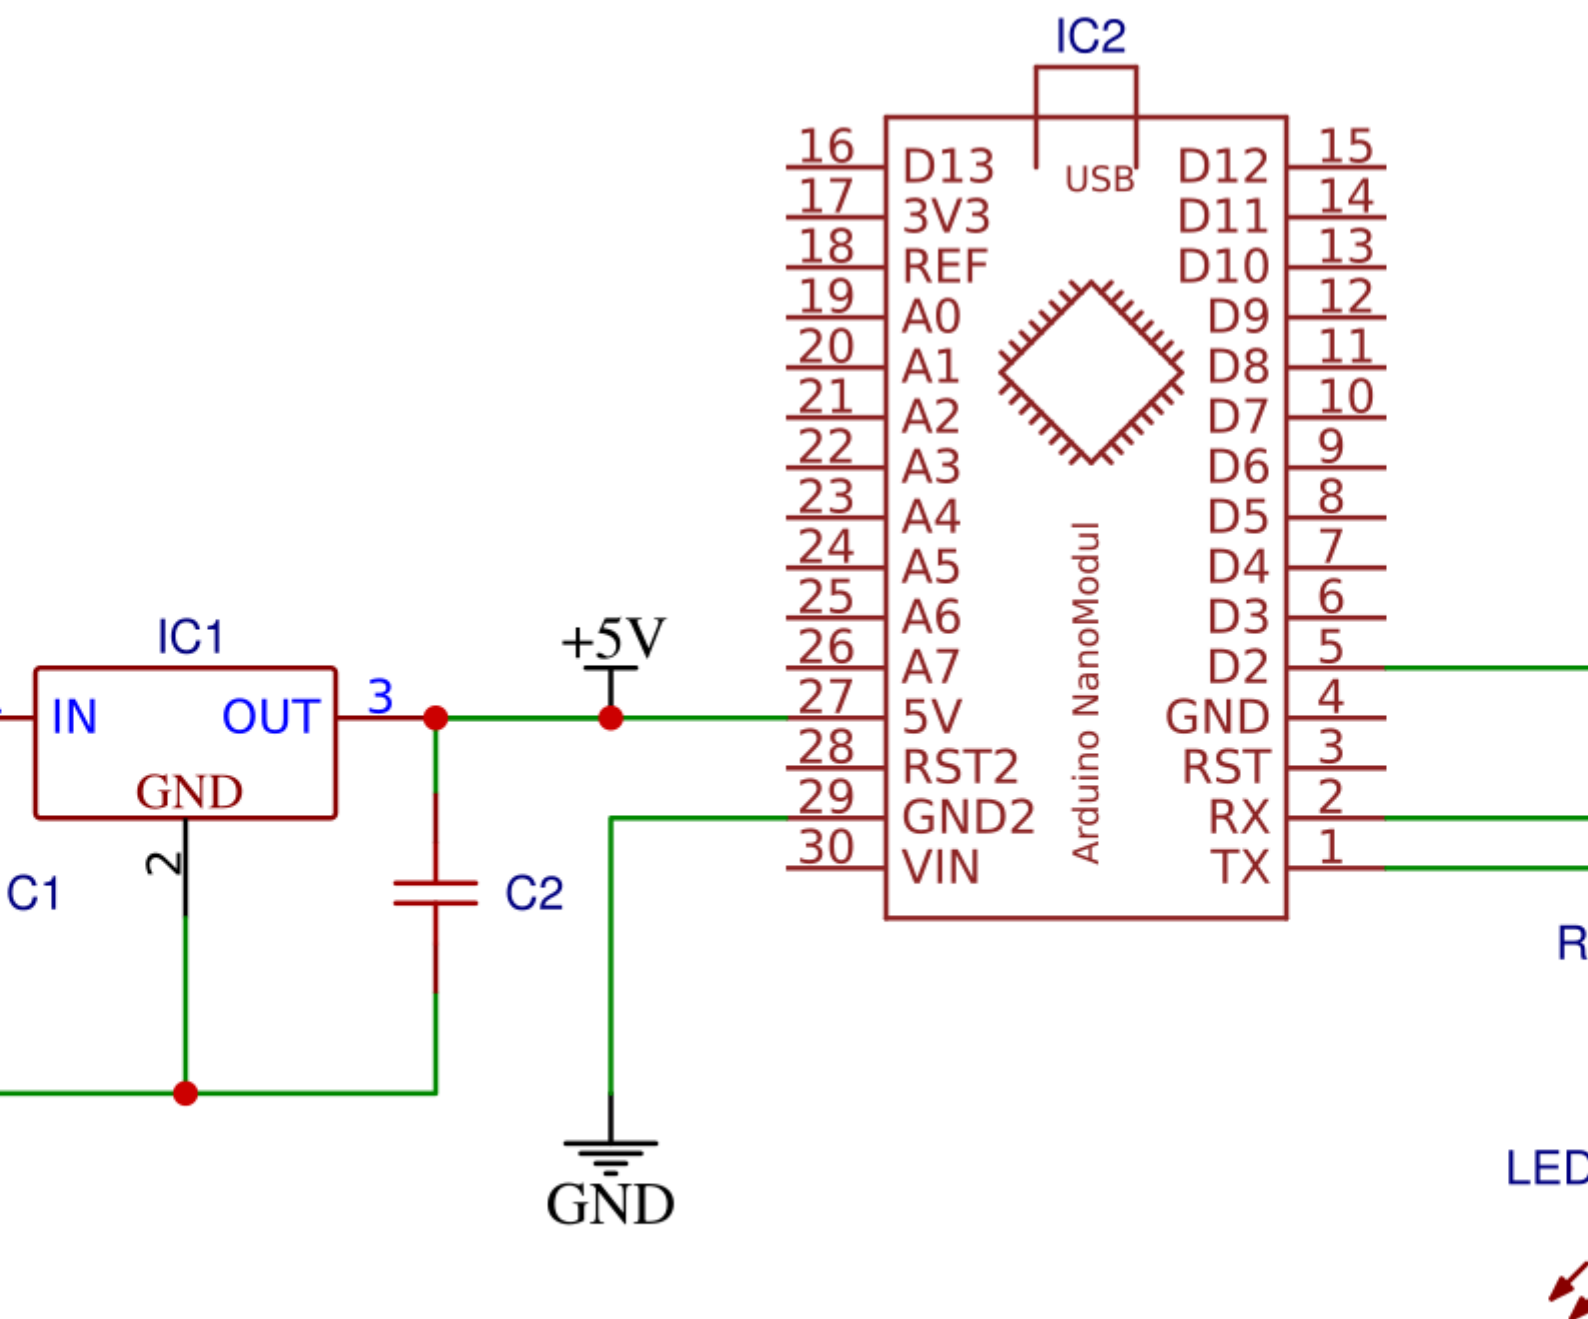 IC2
USB
16 D13 D12 15
17 3V3 D11 14
18 REF D10 13
19 A0 D9 12
20 A1 D8 11
21 A2 D7 10
22 A3 D6 9
23 A4 D5 8
24 A5 D4 7
25 A6 D3 6
26 A7 D2 5
27 5V GND 4
28 RST2 RST 3
29 GND2 RX 2
30 VIN TX 1
Arduino NanoModul
IC1
IN OUT 3
GND
2
+5V
C1
C2
GND
R
LED